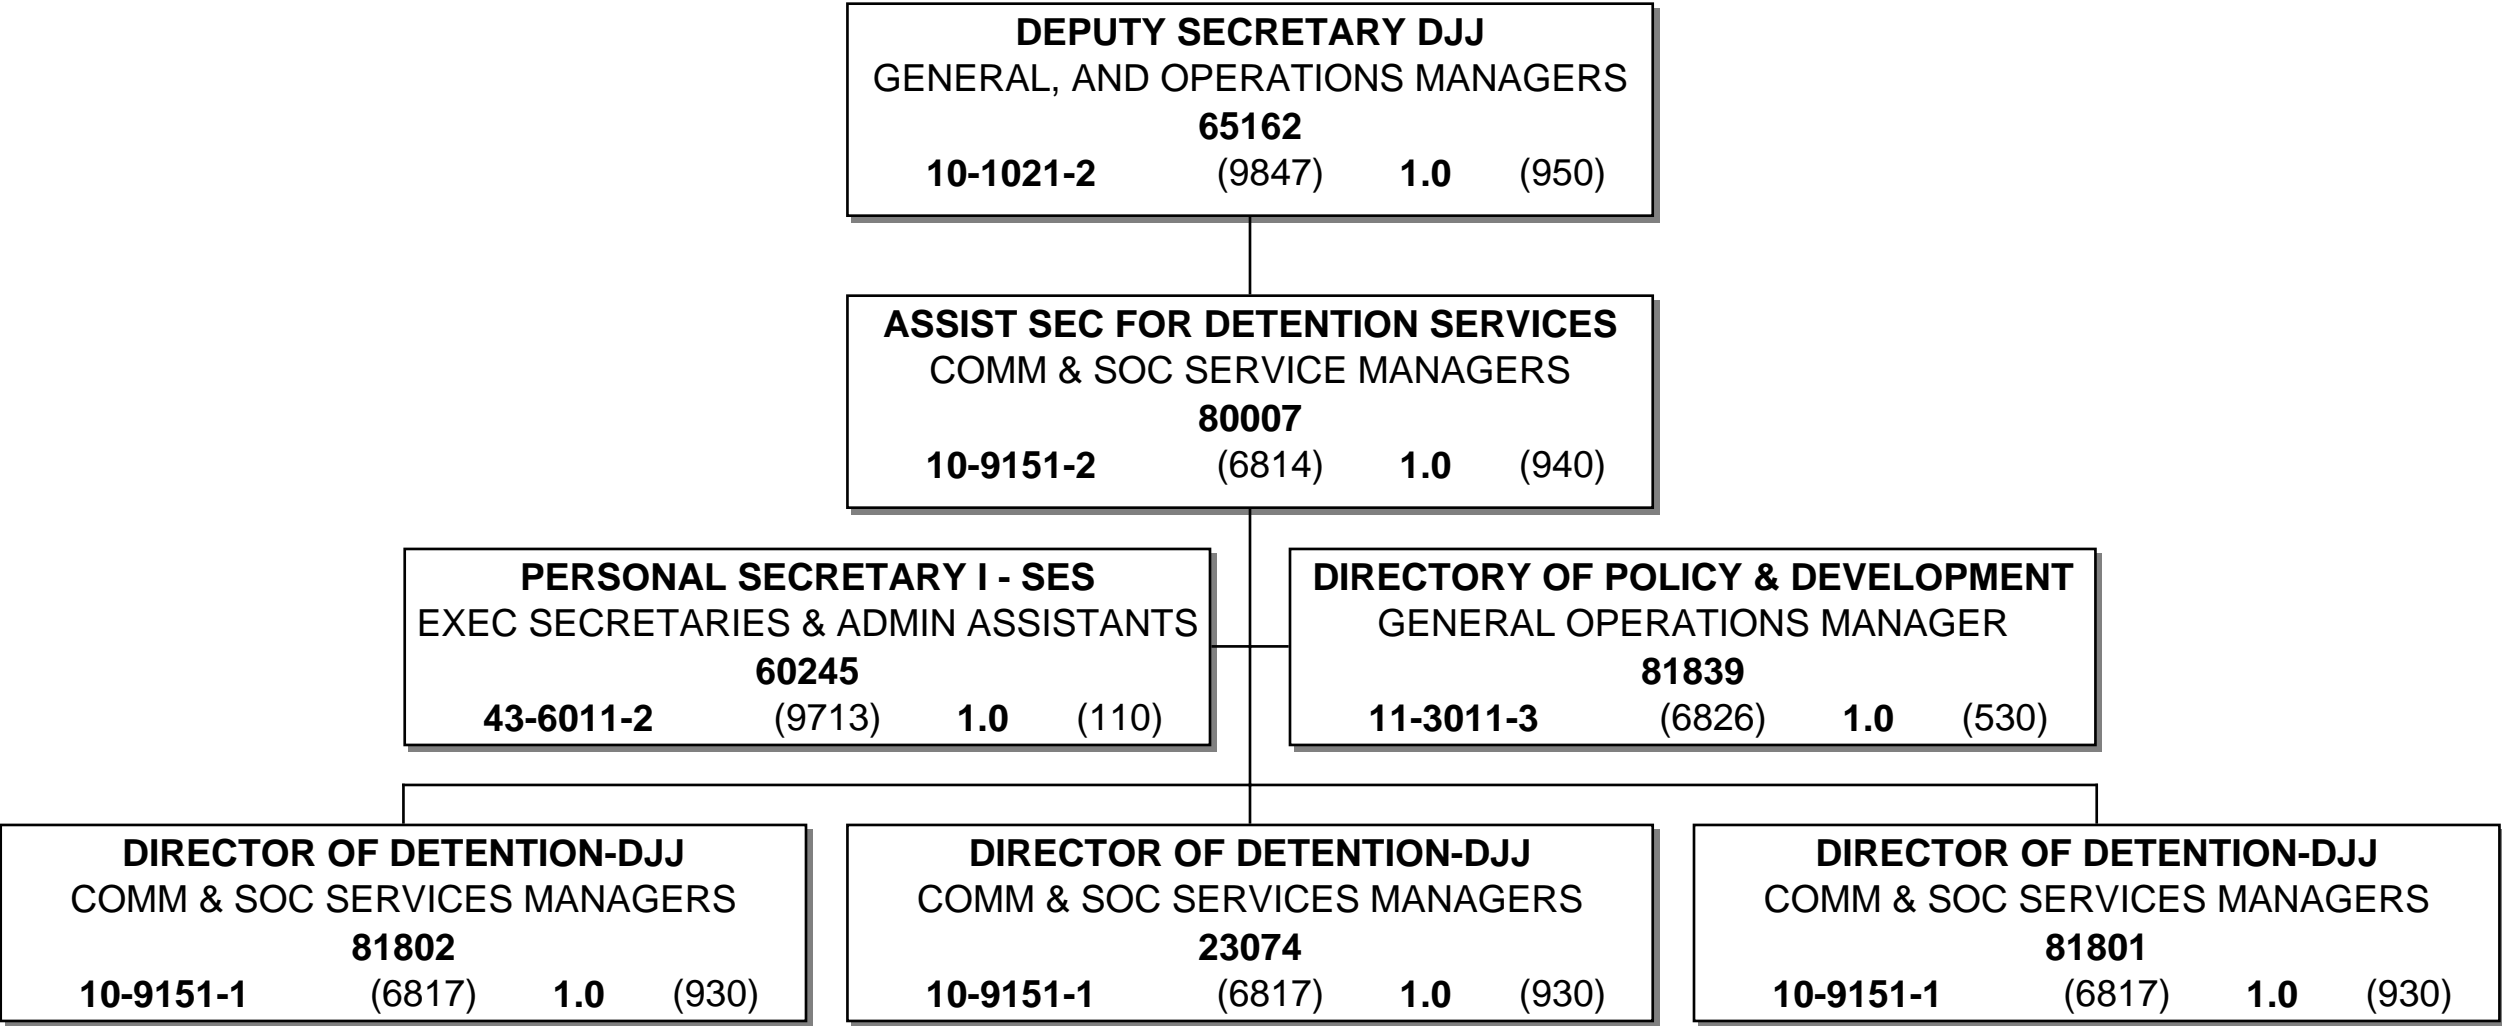 DEPUTY SECRETARY DJJ
GENERAL, AND OPERATIONS MANAGERS
65162
10-1021-2 (9847) 1.0 (950)
ASSIST SEC FOR DETENTION SERVICES
COMM & SOC SERVICE MANAGERS
80007
10-9151-2 (6814) 1.0 (940)
PERSONAL SECRETARY I - SES
EXEC SECRETARIES & ADMIN ASSISTANTS
60245
43-6011-2 (9713) 1.0 (110)
DIRECTORY OF POLICY & DEVELOPMENT
GENERAL OPERATIONS MANAGER
81839
11-3011-3 (6826) 1.0 (530)
DIRECTOR OF DETENTION-DJJ
COMM & SOC SERVICES MANAGERS
81802
10-9151-1 (6817) 1.0 (930)
DIRECTOR OF DETENTION-DJJ
COMM & SOC SERVICES MANAGERS
23074
10-9151-1 (6817) 1.0 (930)
DIRECTOR OF DETENTION-DJJ
COMM & SOC SERVICES MANAGERS
81801
10-9151-1 (6817) 1.0 (930)